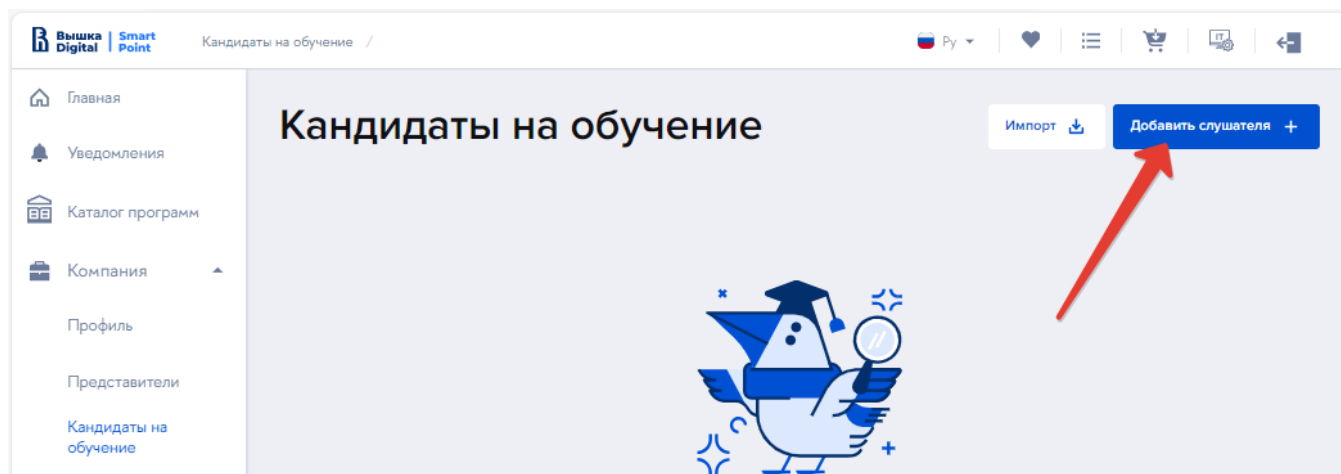 Вышка Digital | Smart Point
Кандидаты на обучение /
Ру
IT
Главная
Уведомления
Каталог программ
Компания
Профиль
Представители
Кандидаты на
обучение
Кандидаты на обучение
Импорт
Добавить слушателя +